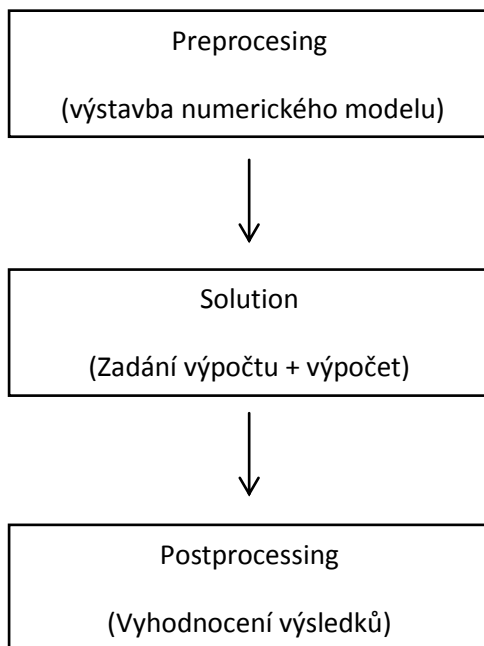 Preprocesing
(výstavba numerického modelu)
Solution
(Zadání výpočtu + výpočet)
Postprocessing
(Vyhodnocení výsledků)